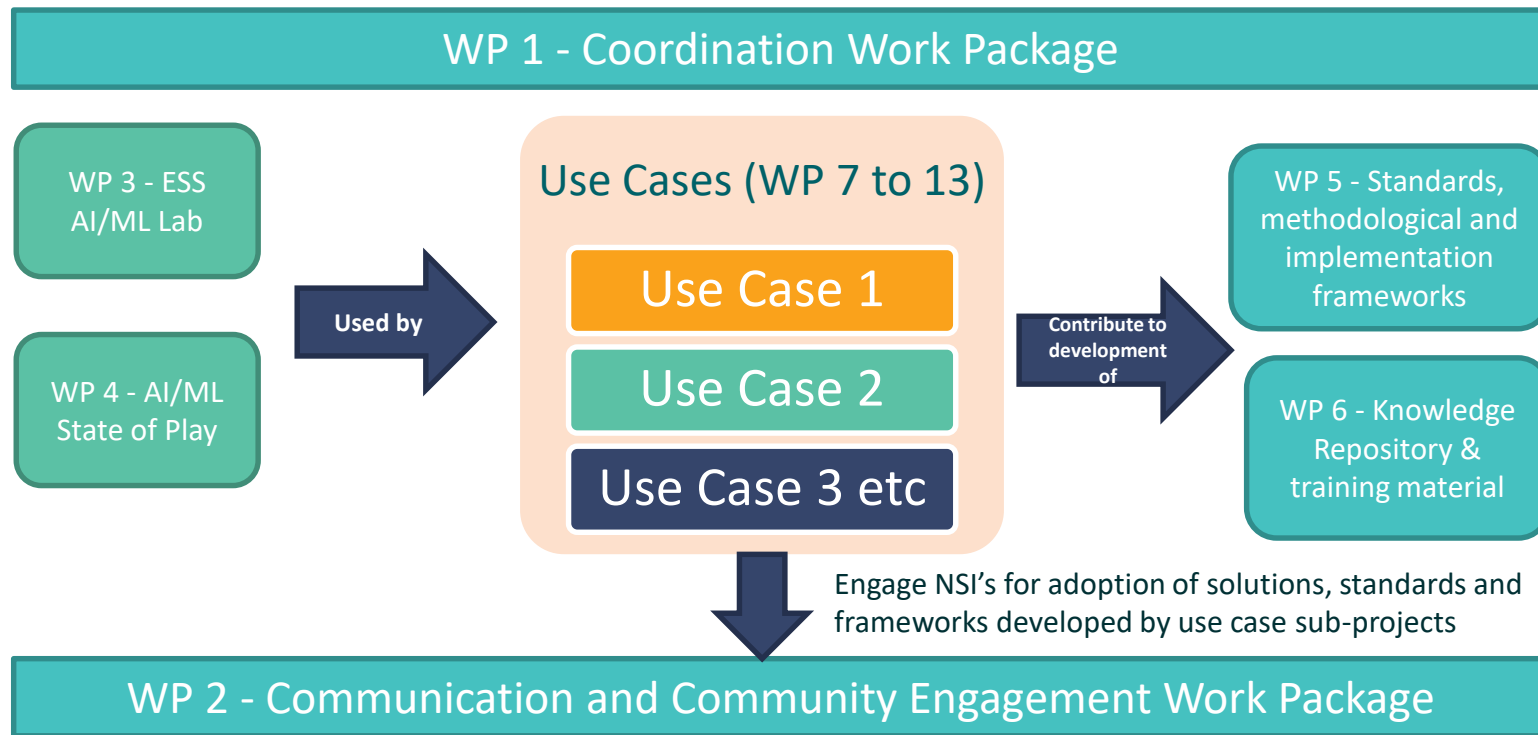 WP 1 - Coordination Work Package
WP 3 - ESS
AI/ML Lab
WP 4 - AI/ML
State of Play
Used by
Use Cases (WP 7 to 13)
Use Case 1
Use Case 2
Use Case 3 etc
Contribute to
development
of
WP 5 - Standards,
methodological and
implementation
frameworks
WP 6 - Knowledge
Repository &
training material
Engage NSI's for adoption of solutions, standards and
frameworks developed by use case sub-projects
WP 2 - Communication and Community Engagement Work Package